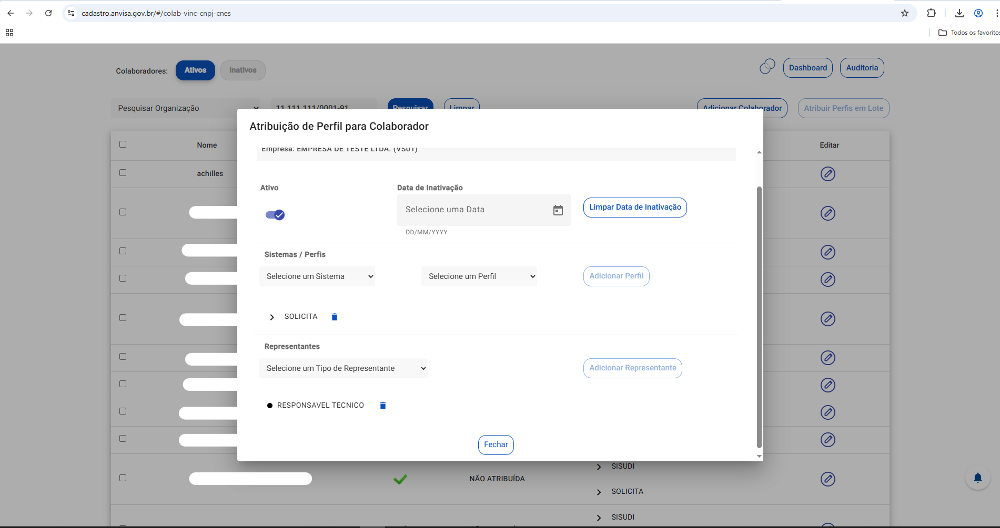 cadastro.anvisa.gov.br/#/colab-vinc-cnpj-cnes
Todos os favoritos
Colaboradores:
Ativos
Inativos
Dashboard
Auditoria
Pesquisar Organização
11.111.111/0001-91
Pesquisar
Limpar
Adicionar Colaborador
Atribuir Perfis em Lote
Atribuição de Perfil para Colaborador
Nome
Editar
Empresa: EMPRESA DE TESTE LTDA. (VS01)
achilles
Ativo
Data de Inativação
Selecione uma Data
Limpar Data de Inativação
DD/MM/YYYY
Sistemas / Perfis
Selecione um Sistema
Selecione um Perfil
Adicionar Perfil
SOLICITA
Representantes
Selecione um Tipo de Representante
Adicionar Representante
RESPONSAVEL TECNICO
Fechar
SISUDI
NÃO ATRIBUÍDA
SOLICITA
SISUDI